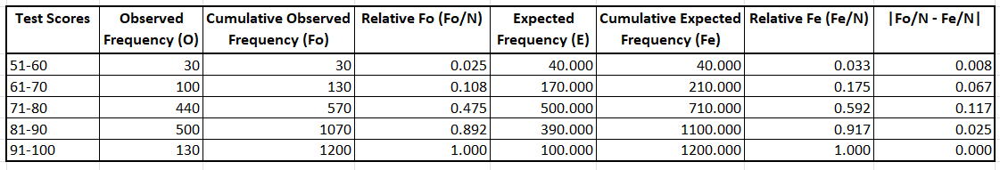 Test Scores Observed Frequency (O) Cumulative Observed Frequency (Fo) Relative Fo (Fo/N) Expected Frequency (E) Cumulative Expected Frequency (Fe) Relative Fe (Fe/N) |Fo/N - Fe/N|
51-60 30 30 0.025 40.000 40.000 0.033 0.008
61-70 100 130 0.108 170.000 210.000 0.175 0.067
71-80 440 570 0.475 500.000 710.000 0.592 0.117
81-90 500 1070 0.892 390.000 1100.000 0.917 0.025
91-100 130 1200 1.000 100.000 1200.000 1.000 0.000